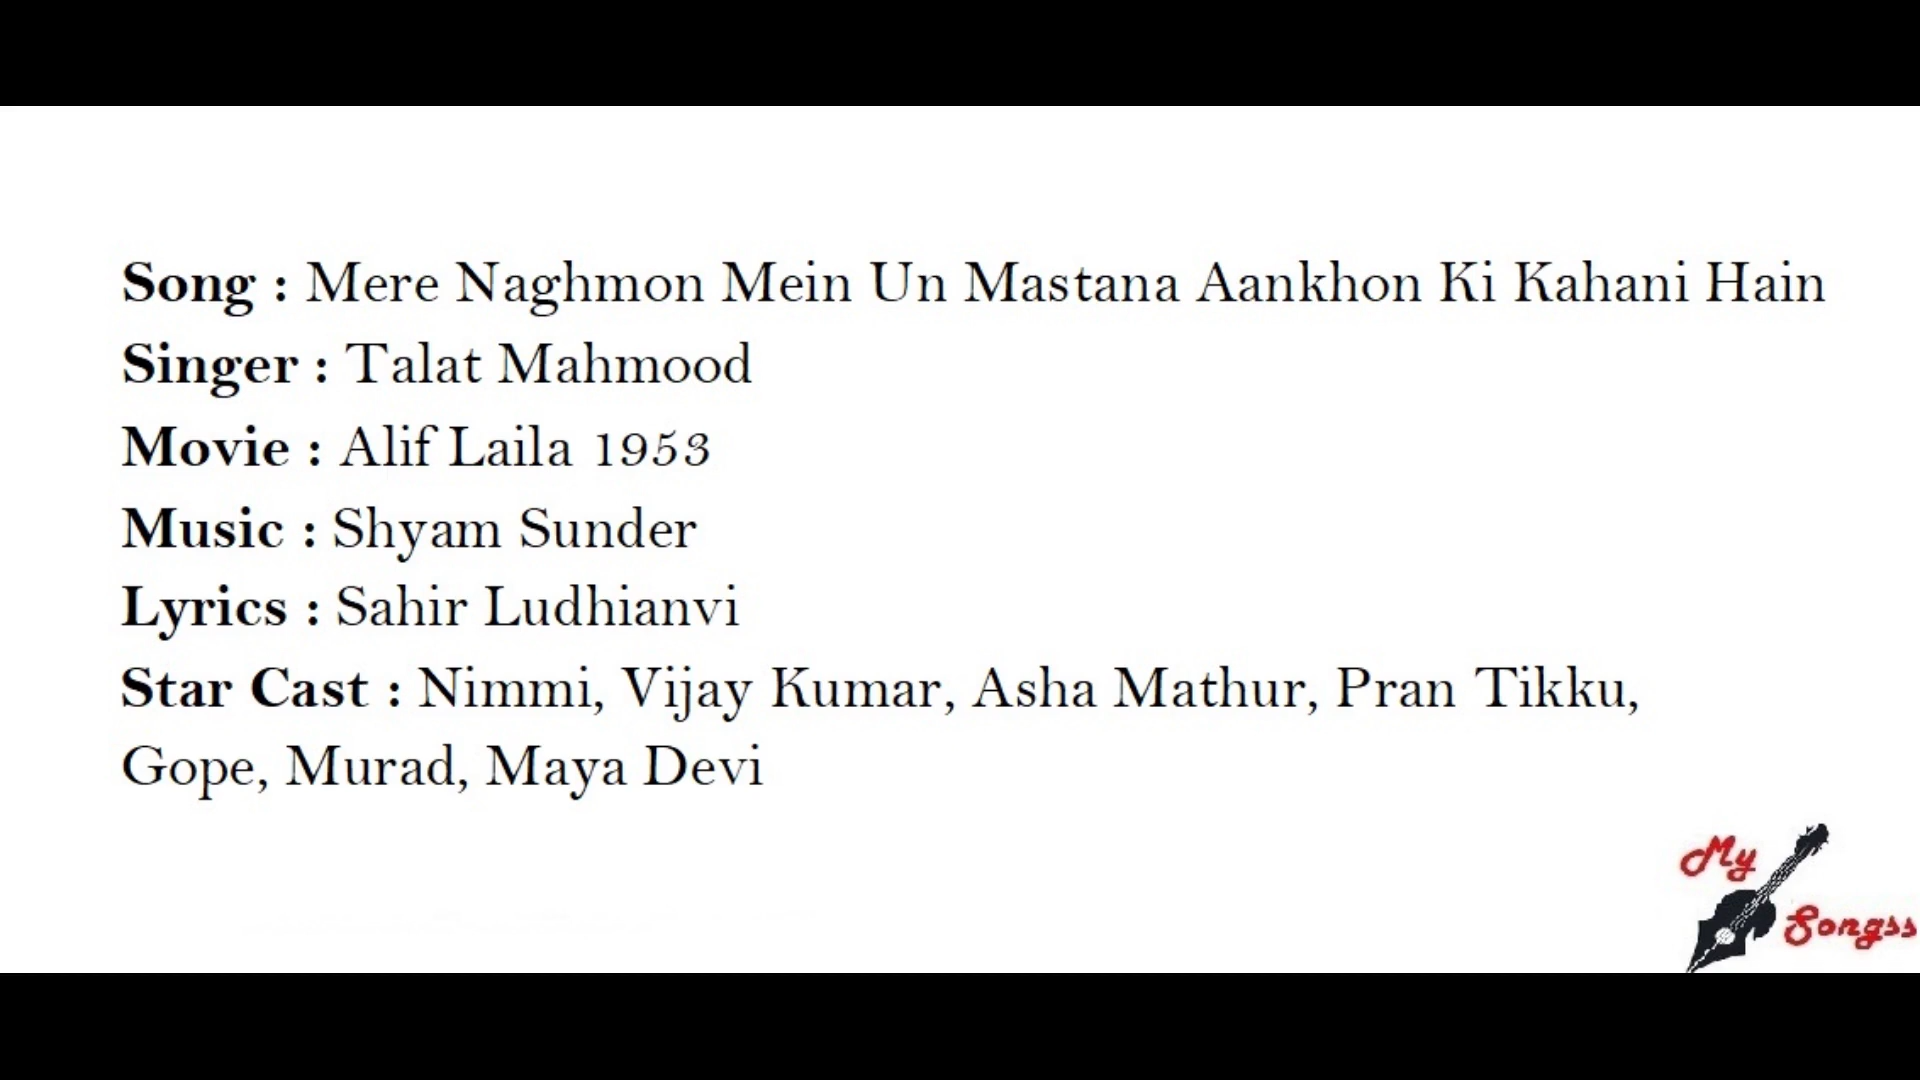 Song : Mere Naghmon Mein Un Mastana Aankhon Ki Kahani Hain
Singer : Talat Mahmood
Movie : Alif Laila 1953
Music : Shyam Sunder
Lyrics : Sahir Ludhianvi
Star Cast : Nimmi, Vijay Kumar, Asha Mathur, Pran Tikku,
Gope, Murad, Maya Devi
My
Songss